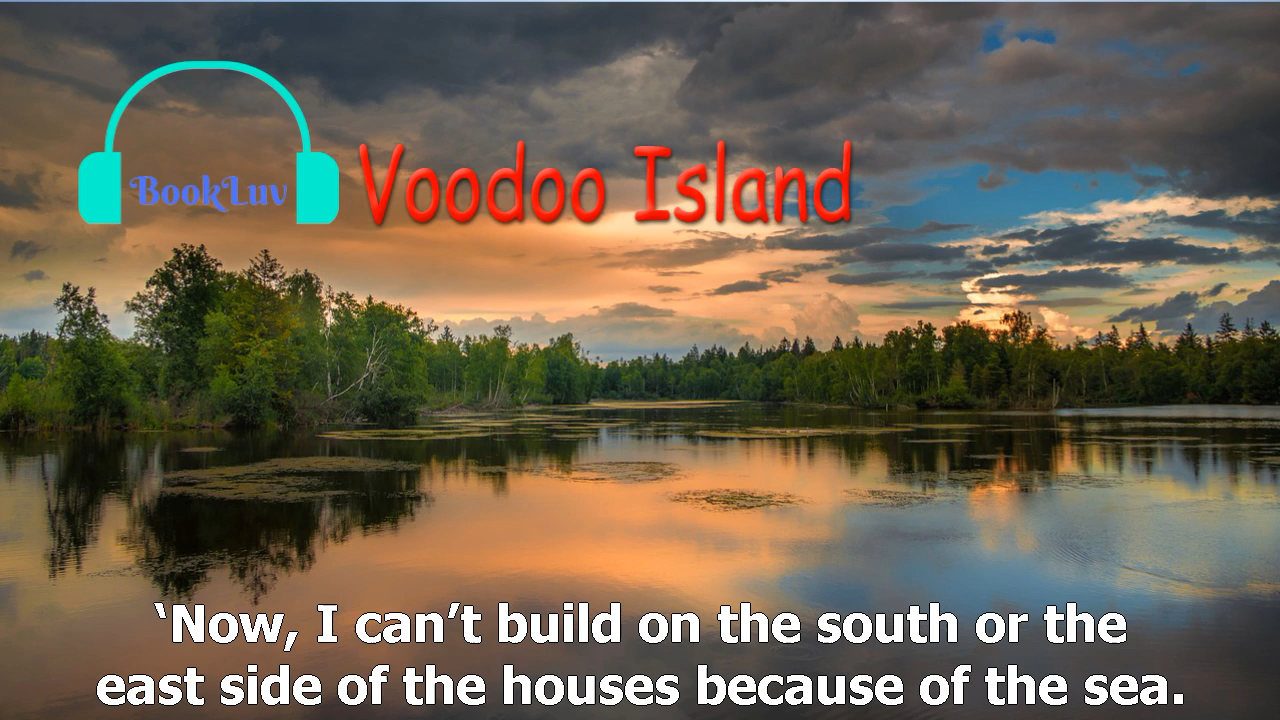 BookLuv
Voodoo Island
‘Now, I can’t build on the south or the
east side of the houses because of the sea.